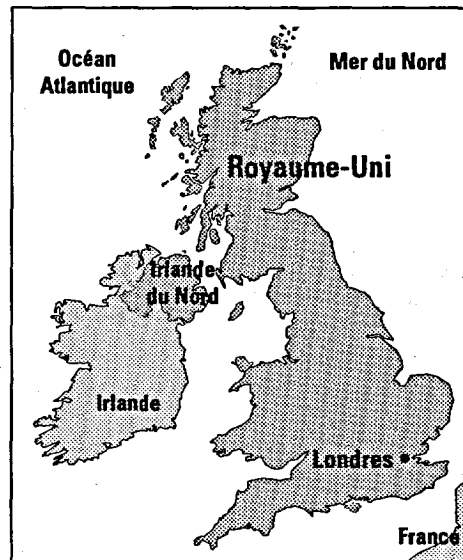 Océan
Atlantique
Mer du Nord
Royaume-Uni
Irlande
du Nord
Irlande
Londres
France